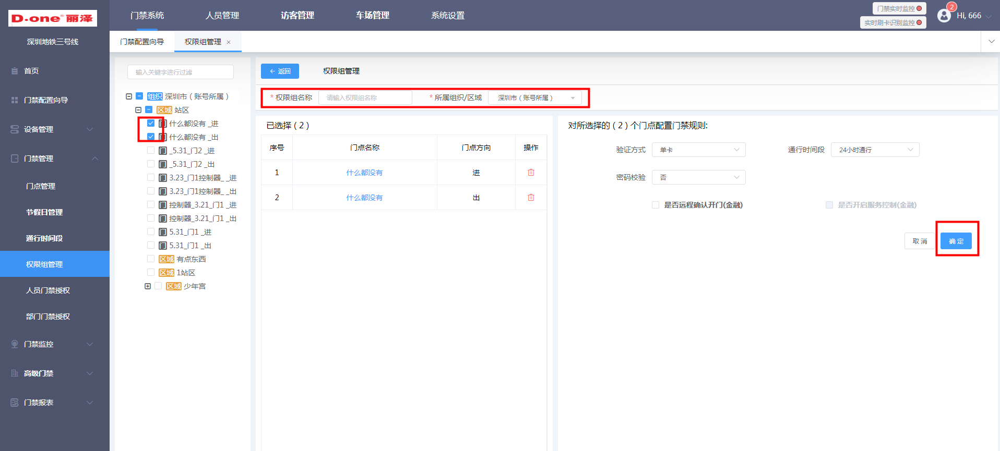 D·one® 丽泽
深圳地铁三号线
首页
门禁配置向导
设备管理
门禁管理
门点管理
节假日管理
通行时间段
权限组管理
人员门禁授权
部门门禁授权
门禁监控
高级门禁
门禁报表
门禁系统 人员管理 访客管理 车场管理 系统设置
门禁实时监控
实时刷卡识别监控
2
Hi, 666
门禁配置向导 权限组管理 ×
输入关键字进行过滤
组织 深圳市（账号所属）
区域 站区
门 什么都没有 _进
门 什么都没有 _出
门 _5.31_门2 _进
门 _5.31_门2 _出
门 3.23_门1控制器_ _进
门 3.23_门1控制器_ _出
门 控制器_3.21_门1 _进
门 控制器_3.21_门1 _出
门 5.31_门1 _进
门 5.31_门1 _出
区域 有点东西
区域 1站区
区域 少年宫
← 返回 权限组管理
* 权限组名称 请输入权限组名称 * 所属组织/区域 深圳市（账号所属）
已选择（2）
序号 门点名称 门点方向 操作
1 什么都没有 进
2 什么都没有 出
对所选择的（2）个门点配置门禁规则:
验证方式 单卡 通行时间段 24小时通行
密码校验 否
是否远程确认开门(金融) 是否开启服务控制(金融)
取 消 确 定